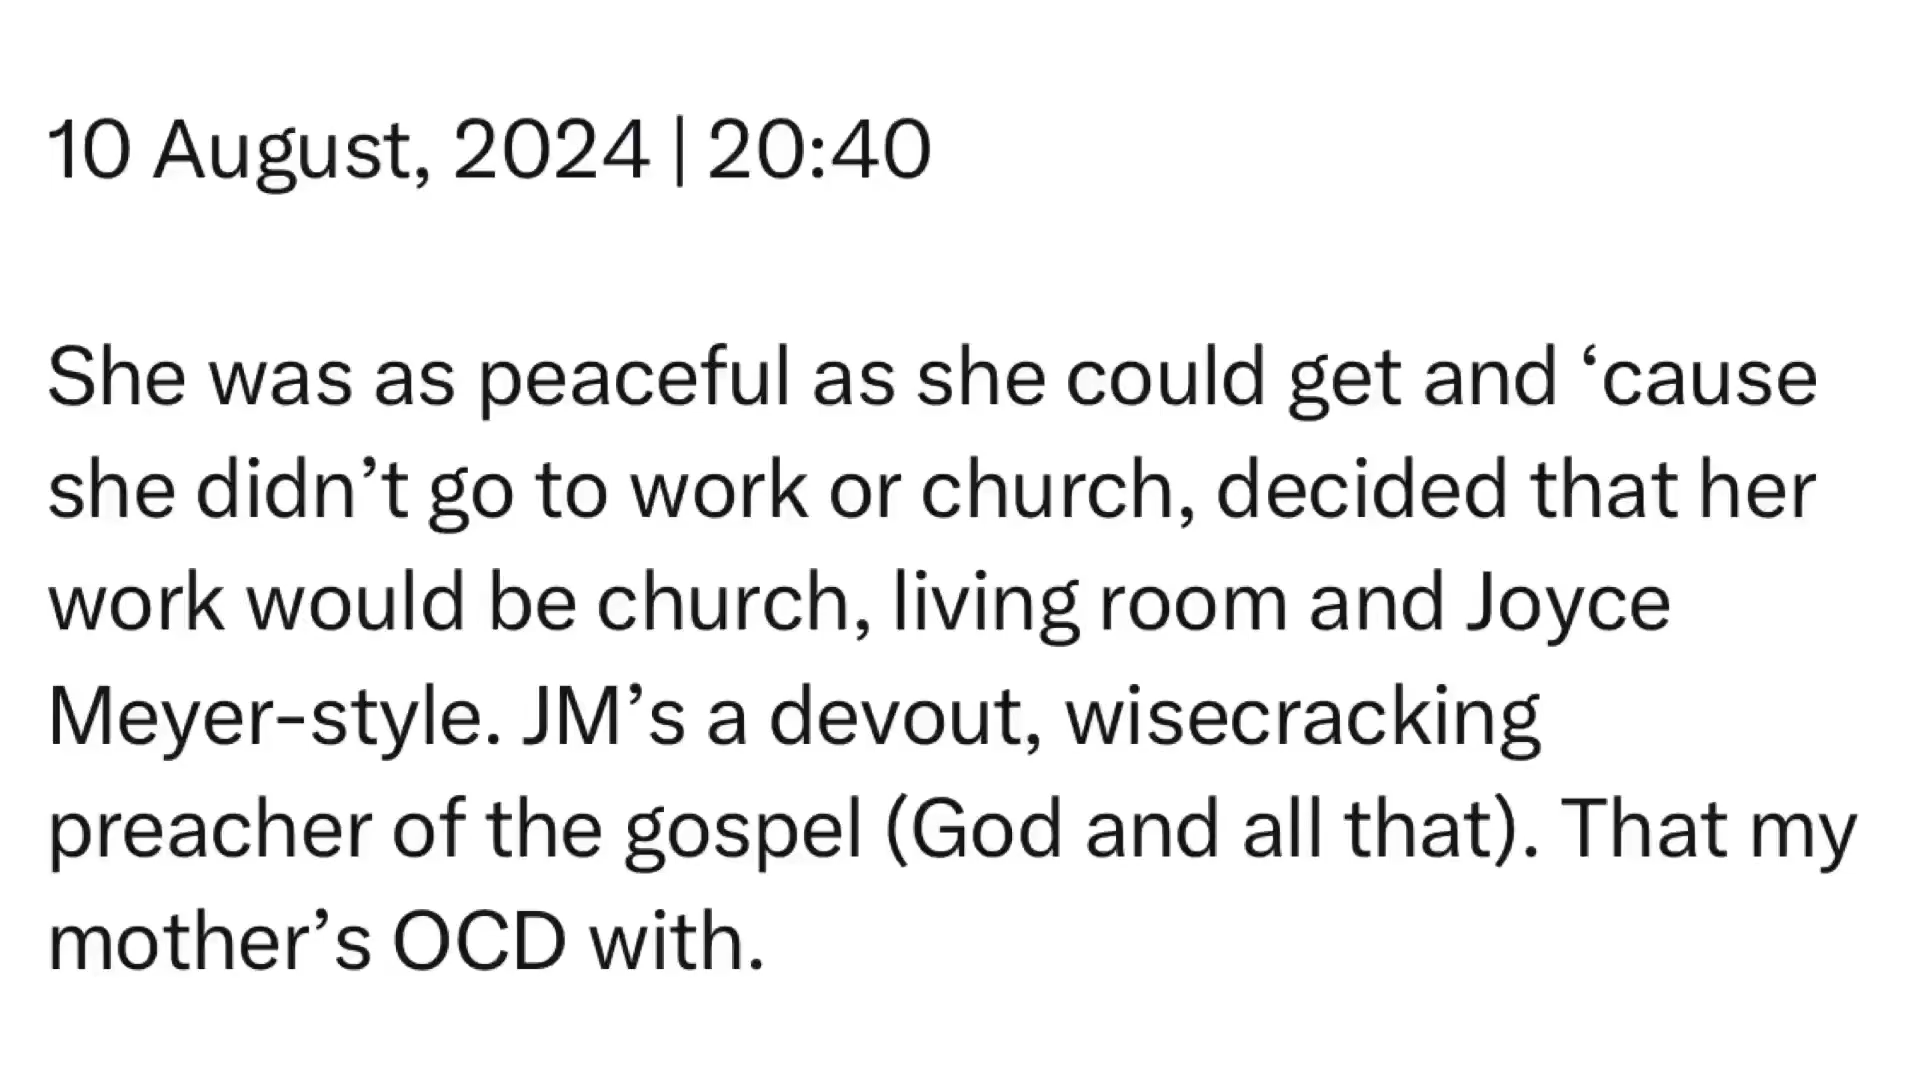 10 August, 2024 | 20:40
She was as peaceful as she could get and ‘cause
she didn’t go to work or church, decided that her
work would be church, living room and Joyce
Meyer-style. JM’s a devout, wisecracking
preacher of the gospel (God and all that). That my
mother’s OCD with.